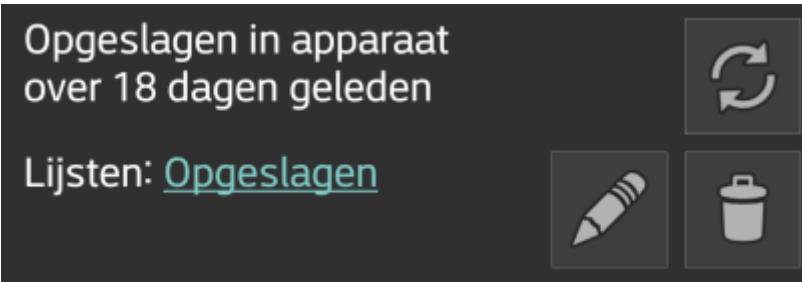 Opgeslagen in apparaat
over 18 dagen geleden
Lijsten: Opgeslagen